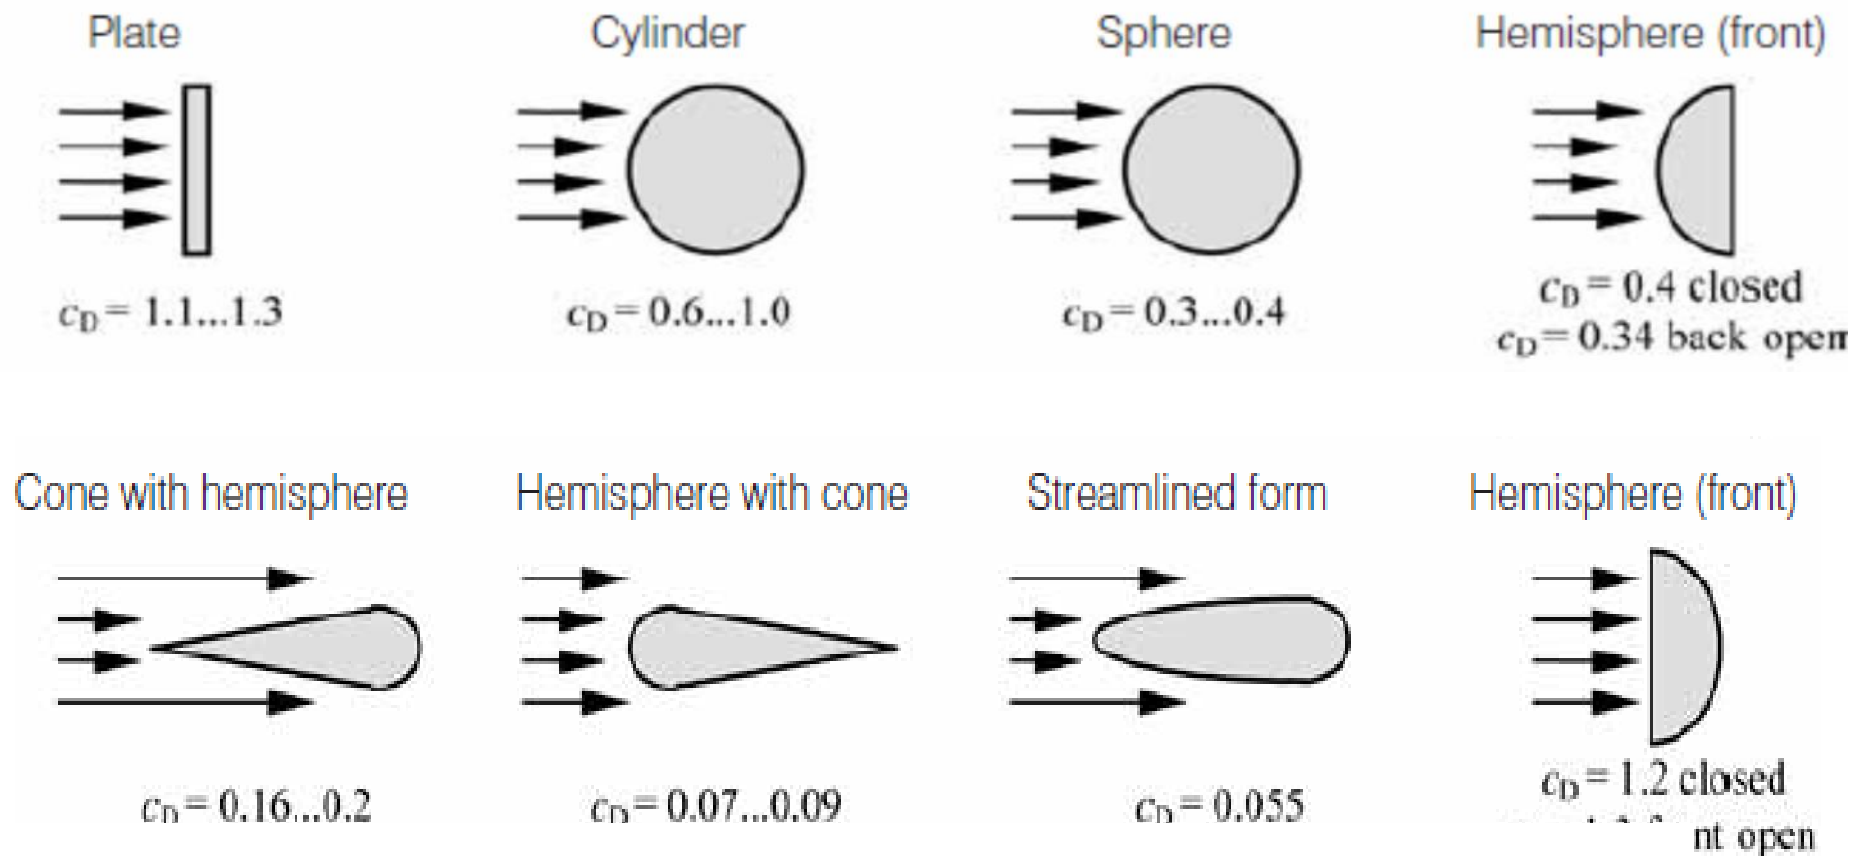 Plate
Cylinder
Sphere
Hemisphere (front)
cD = 1.1...1.3
cD = 0.6...1.0
cD = 0.3...0.4
cD = 0.4 closed
cD = 0.34 back open
Cone with hemisphere
Hemisphere with cone
Streamlined form
Hemisphere (front)
cD = 0.16...0.2
cD = 0.07...0.09
cD = 0.055
cD = 1.2 closed
nt open